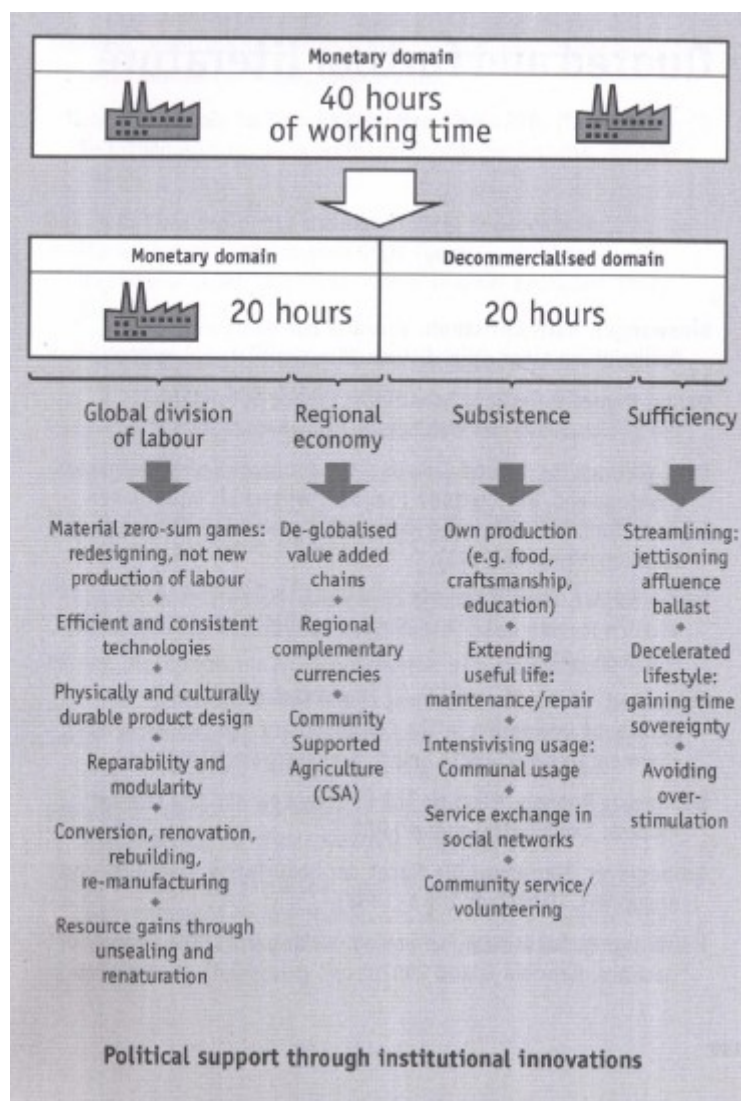 Monetary domain
40 hours
of working time
Monetary domain
Decommercialised domain
20 hours
20 hours
Global division
of labour
Regional
economy
Subsistence
Sufficiency
Material zero-sum games:
redesigning, not new
production of labour
Efficient and consistent
technologies
Physically and culturally
durable product design
Reparability and
modularity
Conversion, renovation,
rebuilding,
re-manufacturing
Resource gains through
unsealing and
renaturation
De-globalised
value added
chains
Regional
complementary
currencies
Community
Supported
Agriculture
(CSA)
Own production
(e.g. food,
craftsmanship,
education)
Extending
useful life:
maintenance/repair
Intensivising usage:
Communal usage
Service exchange in
social networks
Community service/
volunteering
Streamlining:
jettisoning
affluence
ballast
Decelerated
lifestyle:
gaining time
sovereignty
Avoiding
over-
stimulation
Political support through institutional innovations